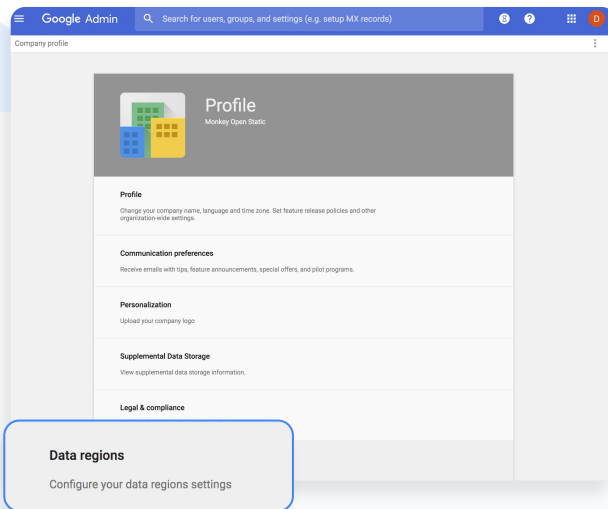 Google Admin
Search for users, groups, and settings (e.g. setup MX records)
8
?
D
Company profile
Profile
Monkey Open Static
Profile
Change your company name, language and time zone. Set feature release policies and other
organization-wide settings.
Communication preferences
Receive emails with tips, feature announcements, special offers, and pilot programs.
Personalization
Upload your company logo
Supplemental Data Storage
View supplemental data storage information.
Legal & compliance
Data regions
Configure your data regions settings